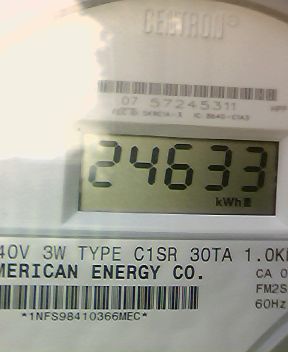 CENTRON®
07 57245311
24633
kWh
40V 3W TYPE C1SR 30TA 1.0K
MERICAN ENERGY CO.
CA 0
FM2S
60Hz
*1NFS98410366MEC*